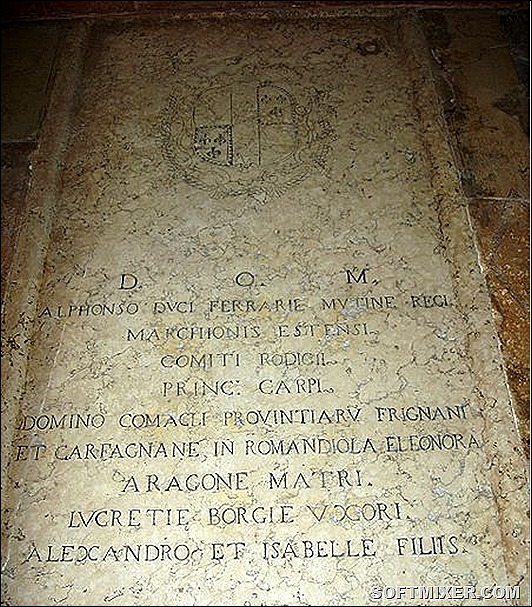 D. O. M.
ALPHONSO DVCI FERRARIE MVTINE REGI
MARCHIONIS ESTENSI.
COMITI RODIGII.
PRINC: CARPI.
DOMINO COMACLI PROVINTIARV FRIGNANI
ET CARFAGNANE, IN ROMANDIOLA ELEONORA
ARAGONE MATRI.
LVCRETIE BORGIE VXORI.
ALEXANDRO ET ISABELLE FILIIS.
SOFTMIXER.COM